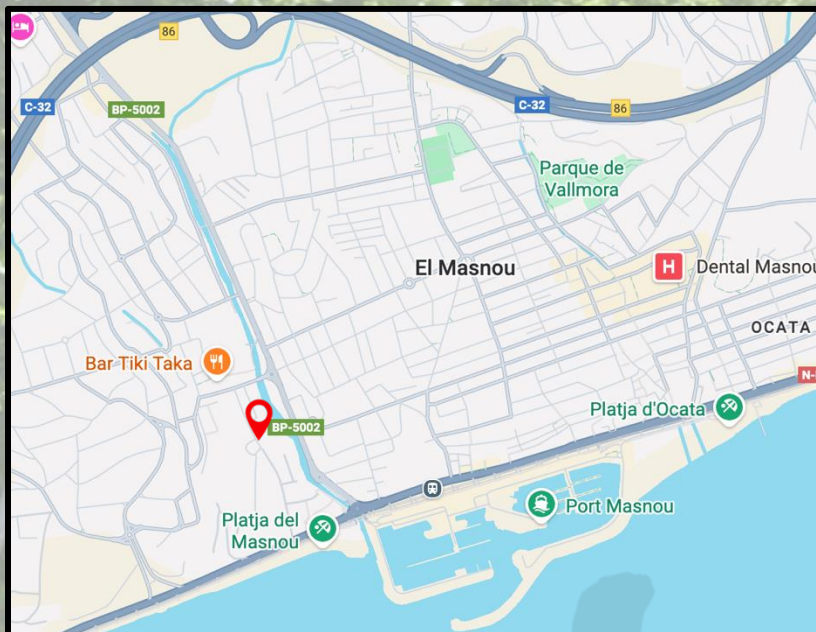 86
C-32
BP-5002
C-32
86
Parque de
Vallmora
El Masnou
H
Dental Masnou
OCATA
Bar Tiki Taka
N-
Platja d'Ocata
BP-5002
Port Masnou
Platja del
Masnou